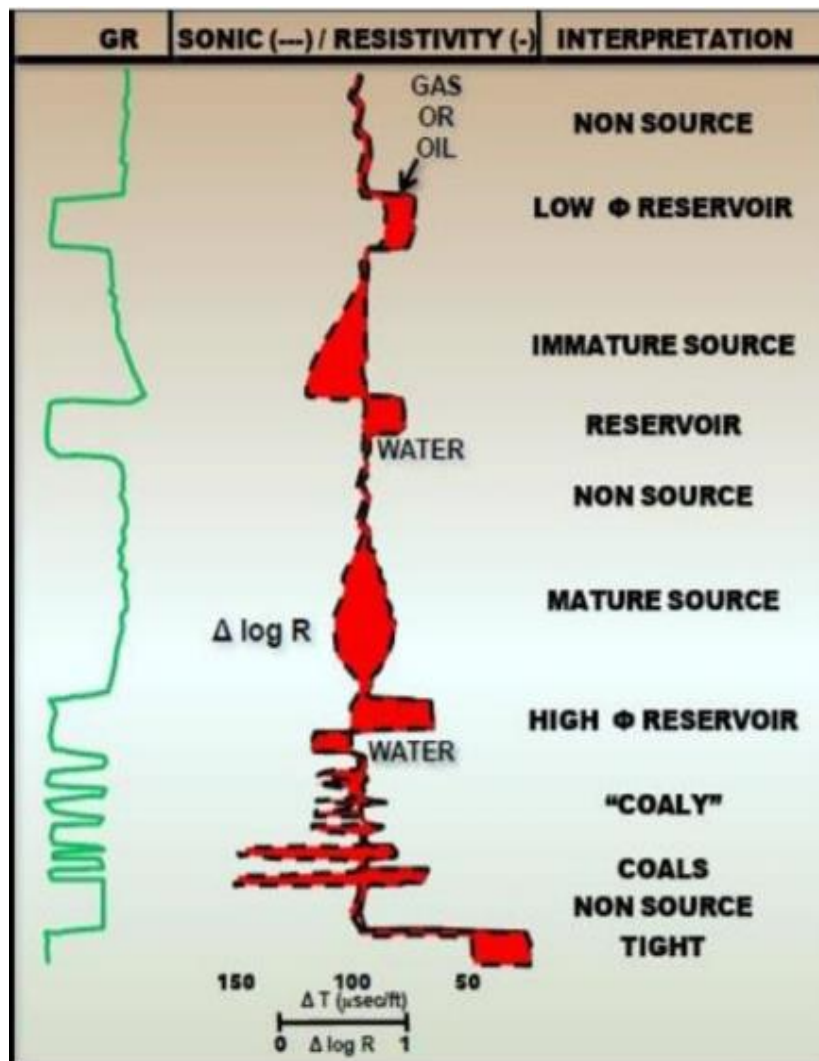 GR
SONIC (---) / RESISTIVITY (-)
INTERPRETATION
GAS
OR
OIL
NON SOURCE
LOW Φ RESERVOIR
IMMATURE SOURCE
RESERVOIR
WATER
NON SOURCE
MATURE SOURCE
Δ log R
HIGH Φ RESERVOIR
WATER
“COALY”
COALS
NON SOURCE
TIGHT
150 100 50
Δ T (μsec/ft)
0 Δ log R 1